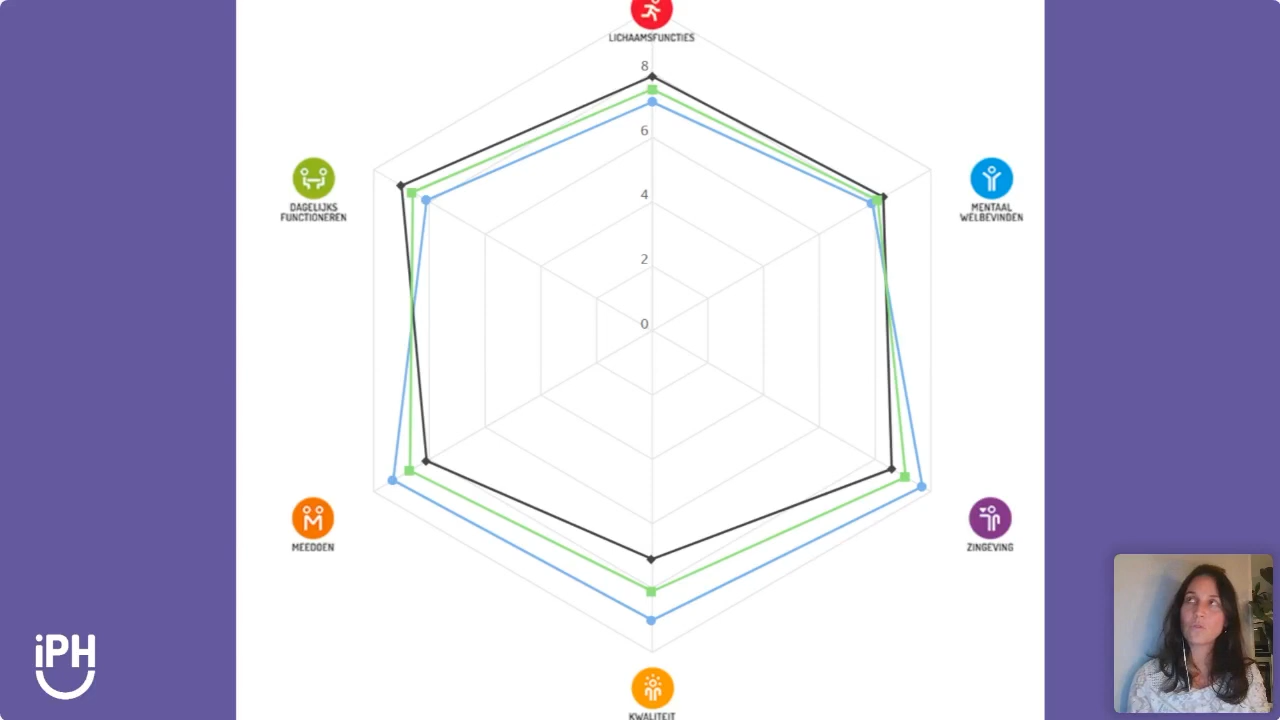 LICHAAMSFUNCTIES
8
6
DAGELIJKS
FUNCTIONEREN
MENTAAL
WELBEVINDEN
4
2
0
MEEDOEN
ZINGEVING
iPH
KWALITEIT